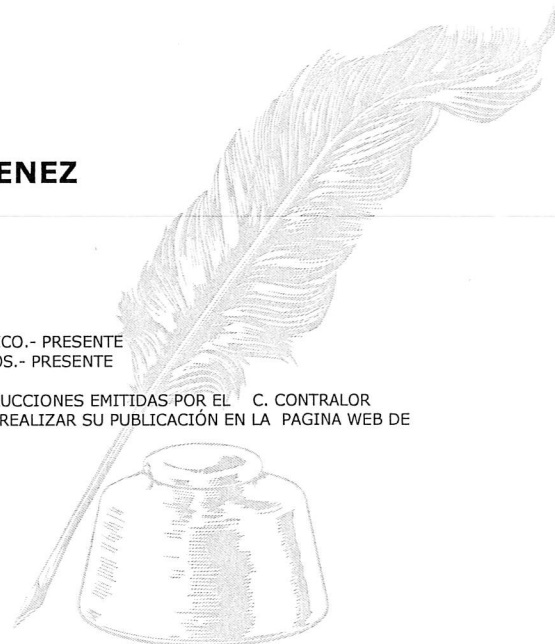 ENEZ
CO.- PRESENTE
OS.- PRESENTE
UCCIONES EMITIDAS POR EL C. CONTRALOR
REALIZAR SU PUBLICACIÓN EN LA PAGINA WEB DE